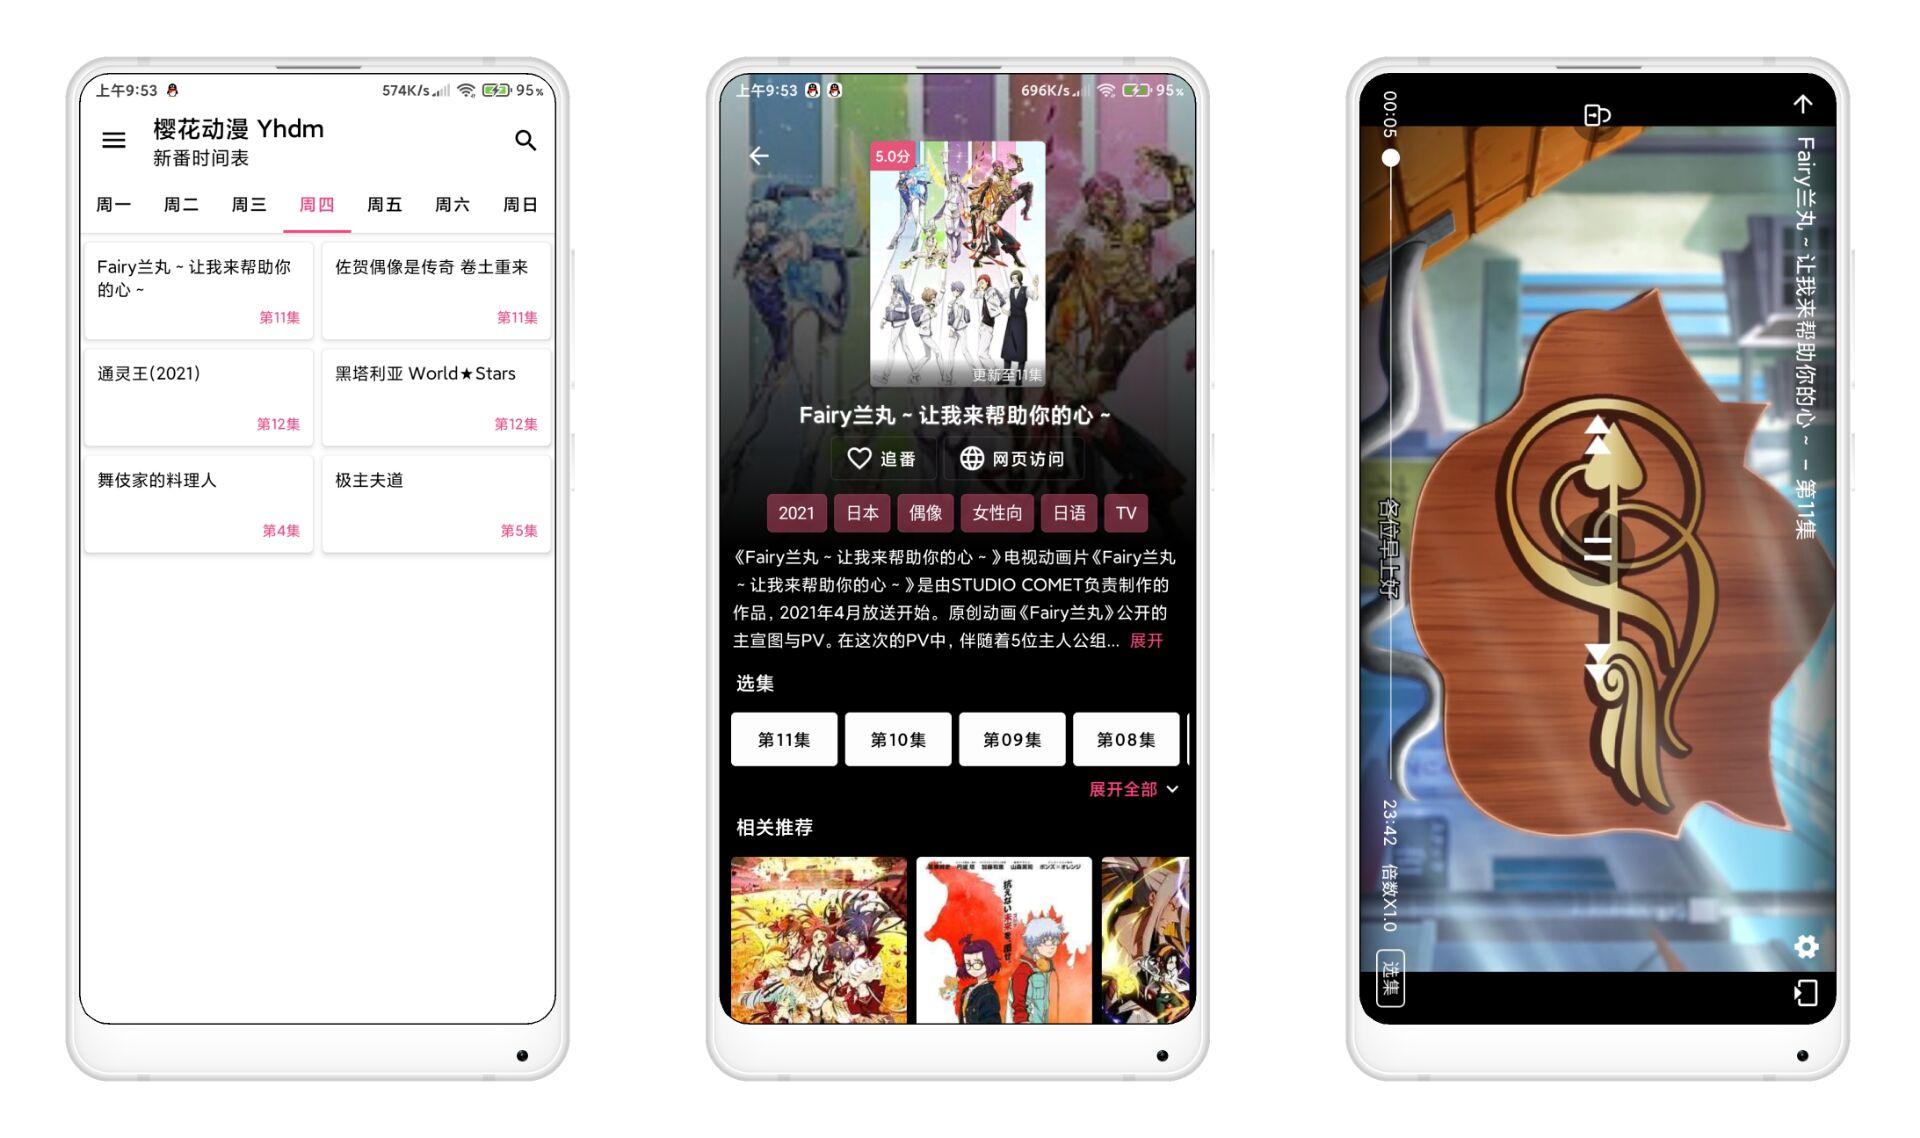 上午9:53
574K/s
95%
樱花动漫 Yhdm
新番时间表
周一 周二 周三 周四 周五 周六 周日
Fairy兰丸~让我来帮助你
的心~
第11集
佐贺偶像是传奇 卷土重来
第11集
通灵王(2021)
第12集
黑塔利亚 World★Stars
第12集
舞伎家的料理人
第4集
极主夫道
第5集
上午9:53
696K/s
95%
5.0分
更新至11集
Fairy兰丸~让我来帮助你的心~
追番
网页访问
2021 日本 偶像 女性向 日语 TV
《Fairy兰丸~让我来帮助你的心~》电视动画片《Fairy兰丸
~让我来帮助你的心~》是由STUDIO COMET负责制作的
作品，2021年4月放送开始。原创动画《Fairy兰丸》公开的
主宣图与PV。在这次的PV中，伴随着5位主人公组... 展开
选集
第11集 第10集 第09集 第08集
展开全部
相关推荐
Fairy兰丸~让我来帮助你的心~ - 第11集
各位早上好
00:05
23:42
倍数X1.0
选集